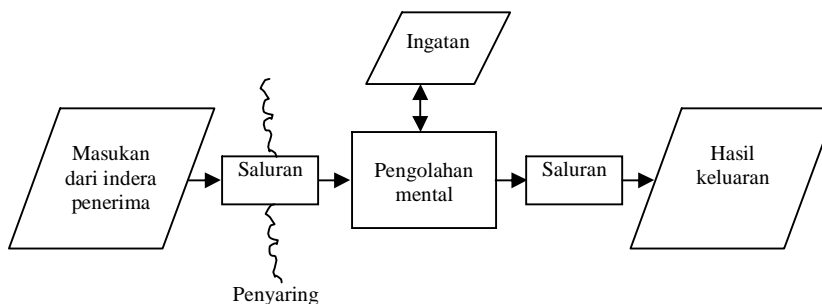 Ingatan
Masukan
dari indera
penerima
Saluran
Pengolahan
mental
Saluran
Hasil
keluaran
Penyaring